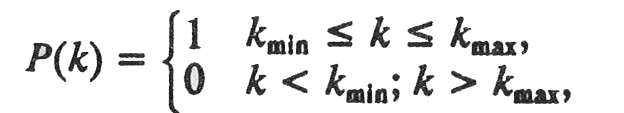 P(k) = { 1 k_min ≤ k ≤ k_max,
0 k < k_min; k > k_max,